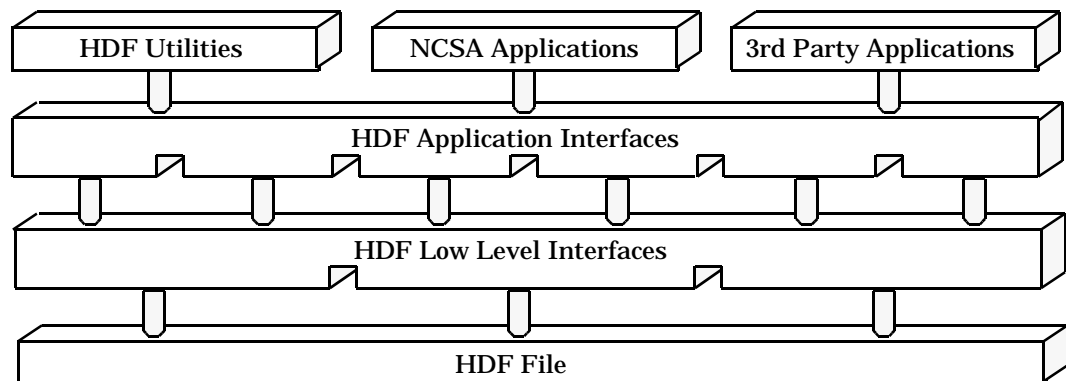 HDF Utilities
NCSA Applications
3rd Party Applications
HDF Application Interfaces
HDF Low Level Interfaces
HDF File